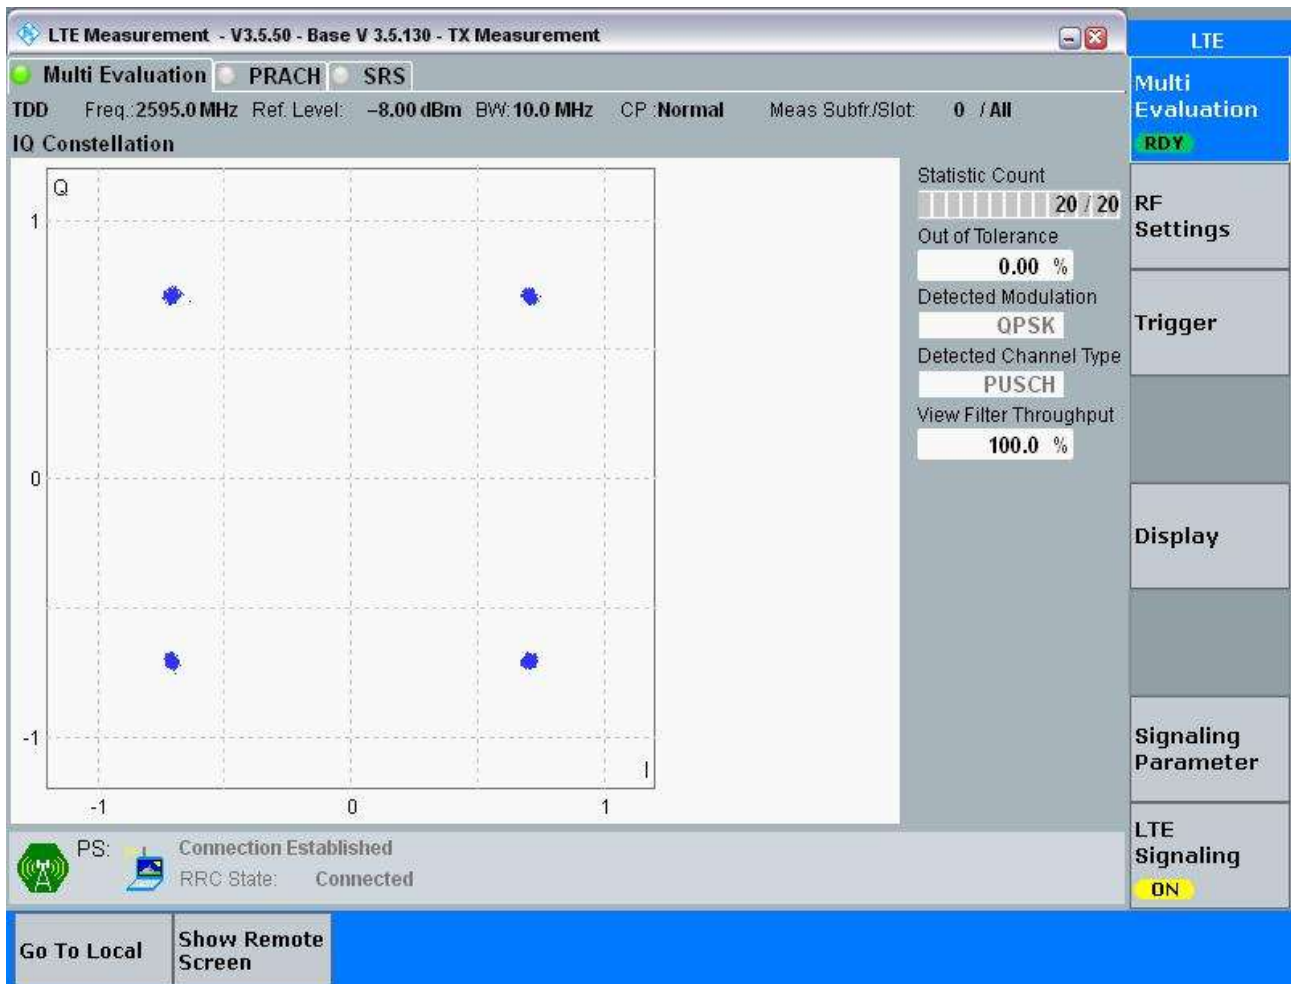 LTE Measurement - V3.5.50 - Base V 3.5.130 - TX Measurement
LTE
Multi Evaluation PRACH SRS
TDD Freq.:2595.0 MHz Ref. Level: -8.00 dBm BW: 10.0 MHz CP :Normal Meas Subfr./Slot: 0 / All
IQ Constellation
Q
1
0
-1
-1 0 1
I
Statistic Count
20 / 20
Out of Tolerance
0.00 %
Detected Modulation
QPSK
Detected Channel Type
PUSCH
View Filter Throughput
100.0 %
Multi
Evaluation
RDY
RF
Settings
Trigger
Display
Signaling
Parameter
LTE
Signaling
ON
PS: Connection Established
RRC State: Connected
Go To Local
Show Remote
Screen